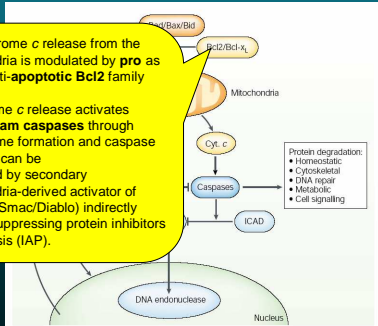 rome c release from the
dria is modulated by pro as
ti-apoptotic Bcl2 family
me c release activates
am caspases through
me formation and caspase
can be
d by secondary
dria-derived activator of
Smac/Diablo) indirectly
uppressing protein inhibitors
sis (IAP).
ad/Bax/Bid
Bcl2/Bcl-xL
Mitochondria
Cyt. c
Caspases
Protein degradation:
• Homeostatic
• Cytoskeletal
• DNA repair
• Metabolic
• Cell signalling
ICAD
DNA endonuclease
Nucleus